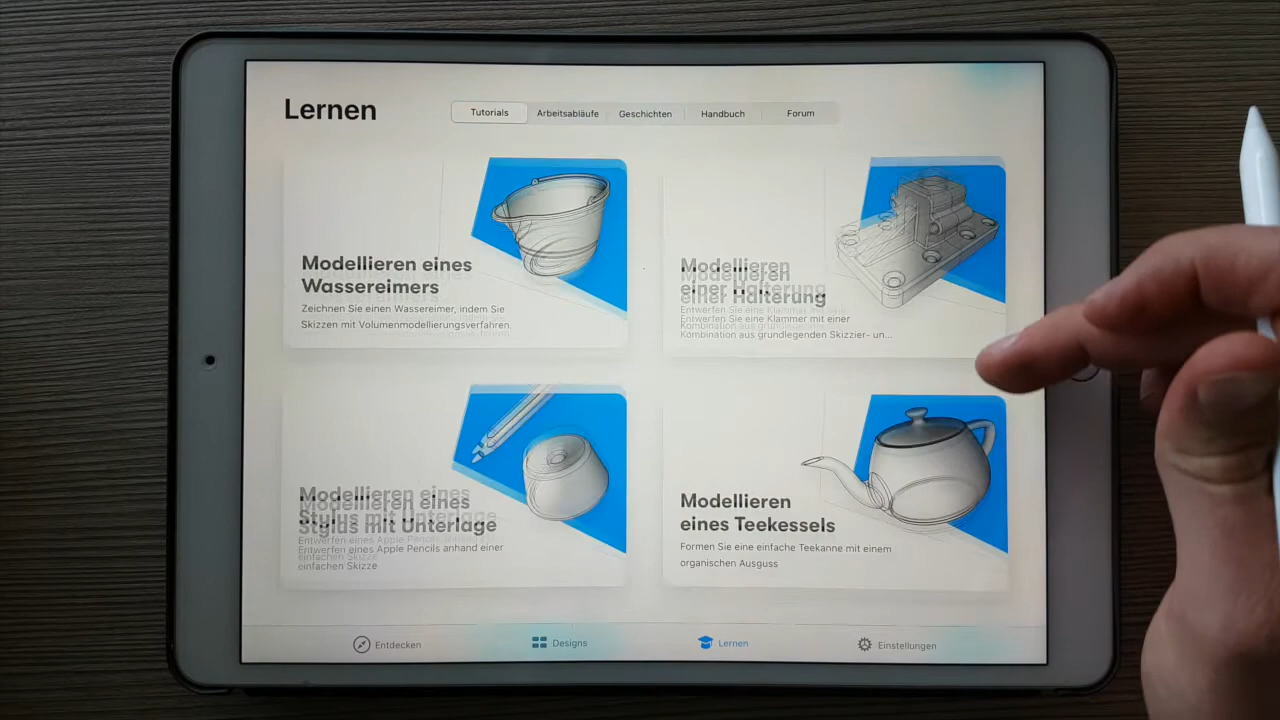 Lernen
Tutorials
Arbeitsabläufe
Geschichten
Handbuch
Forum
Modellieren eines
Wassereimers
Zeichnen Sie einen Wassereimer, indem Sie
Skizzen mit Volumenmodellierungsverfahren.
Modellieren
einer Halterung
Entwerfen Sie eine Klammer mit einer
Kombination aus grundlegenden Skizzier- un...
Modellieren eines
Stylus mit Unterlage
Entwerfen eines Apple Pencils anhand einer
einfachen Skizze
Modellieren
eines Teekessels
Formen Sie eine einfache Teekanne mit einem
organischen Ausguss
Entdecken
Designs
Lernen
Einstellungen